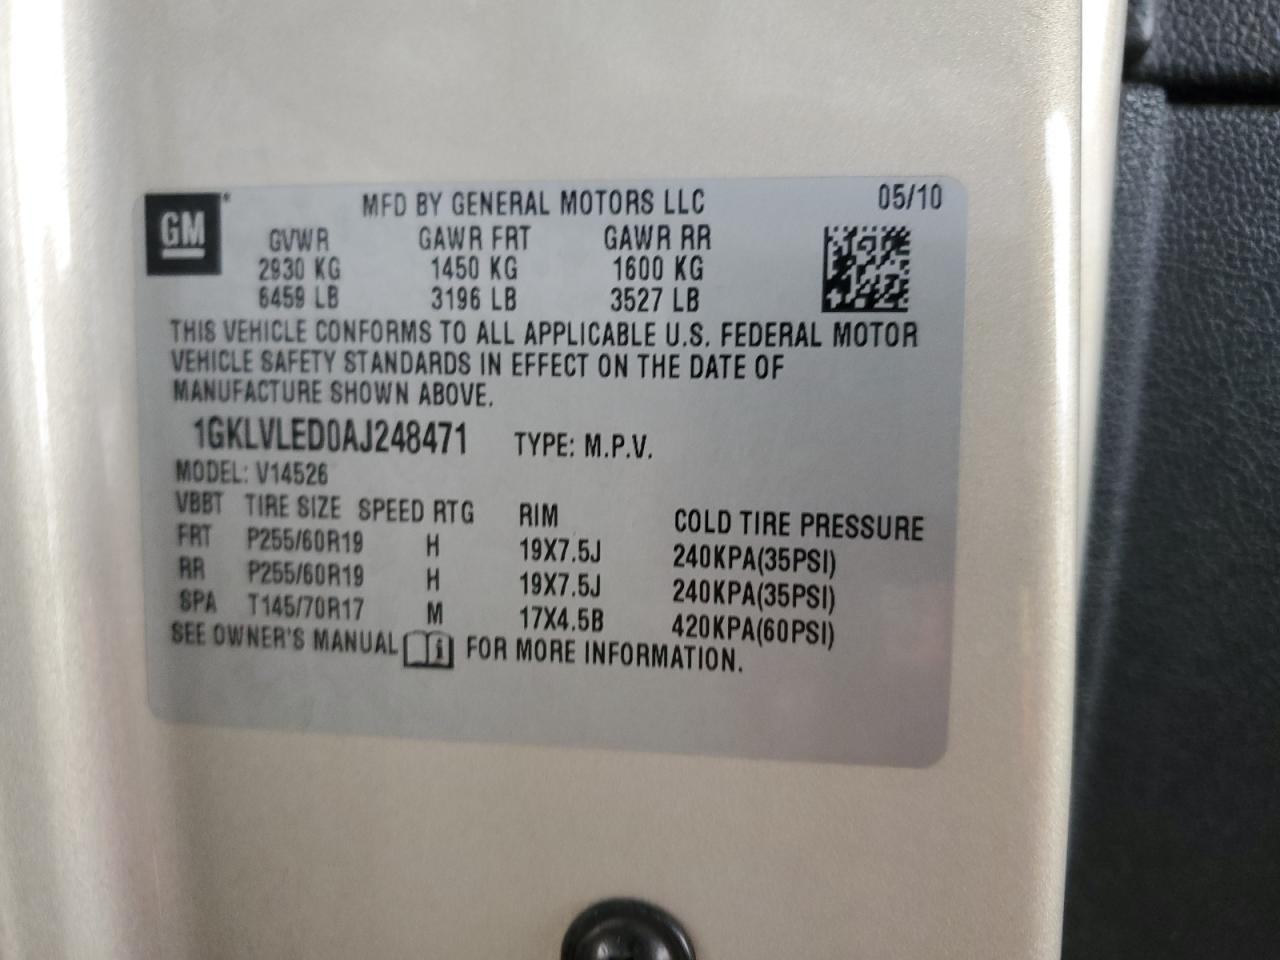 GM
MFD BY GENERAL MOTORS LLC 05/10
GVWR GAWR FRT GAWR RR
2930 KG 1450 KG 1600 KG
6459 LB 3196 LB 3527 LB
THIS VEHICLE CONFORMS TO ALL APPLICABLE U.S. FEDERAL MOTOR
VEHICLE SAFETY STANDARDS IN EFFECT ON THE DATE OF
MANUFACTURE SHOWN ABOVE.
1GKLVLED0AJ248471 TYPE: M.P.V.
MODEL: V14526
VBBT TIRE SIZE SPEED RTG RIM COLD TIRE PRESSURE
FRT P255/60R19 H 19X7.5J 240KPA(35PSI)
RR P255/60R19 H 19X7.5J 240KPA(35PSI)
SPA T145/70R17 M 17X4.5B 420KPA(60PSI)
SEE OWNER'S MANUAL i FOR MORE INFORMATION.